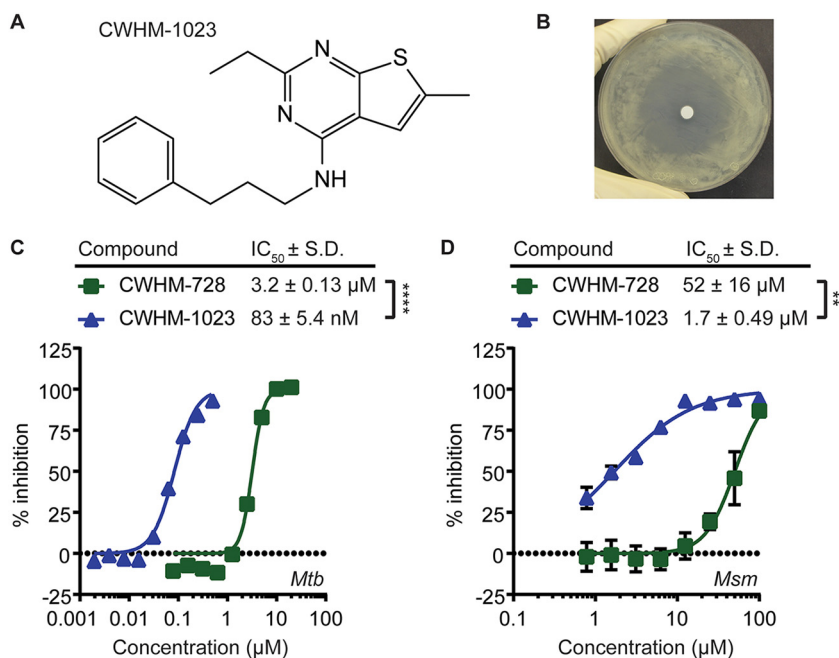 A
CWHM-1023
N
S
N
NH
B
C
Compound IC50 ± S.D.
CWHM-728 3.2 ± 0.13 µM
CWHM-1023 83 ± 5.4 nM
****
125
100
75
50
25
0
-25
% inhibition
Mtb
0.001 0.01 0.1 1 10 100
Concentration (µM)
D
Compound IC50 ± S.D.
CWHM-728 52 ± 16 µM
CWHM-1023 1.7 ± 0.49 µM
**
125
100
75
50
25
0
-25
% inhibition
Msm
0.1 1 10 100
Concentration (µM)